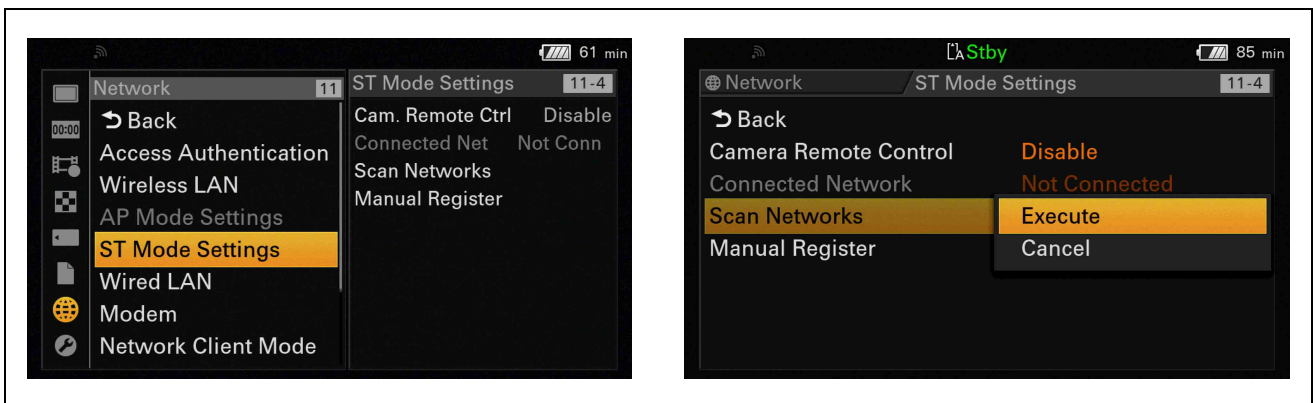 61 min
Network 11
00:00
Back
Access Authentication
Wireless LAN
AP Mode Settings
ST Mode Settings
Wired LAN
Modem
Network Client Mode
ST Mode Settings 11-4
Cam. Remote Ctrl Disable
Connected Net Not Conn
Scan Networks
Manual Register
A Stby 85 min
Network ST Mode Settings 11-4
Back
Camera Remote Control Disable
Connected Network Not Connected
Scan Networks Execute
Manual Register Cancel